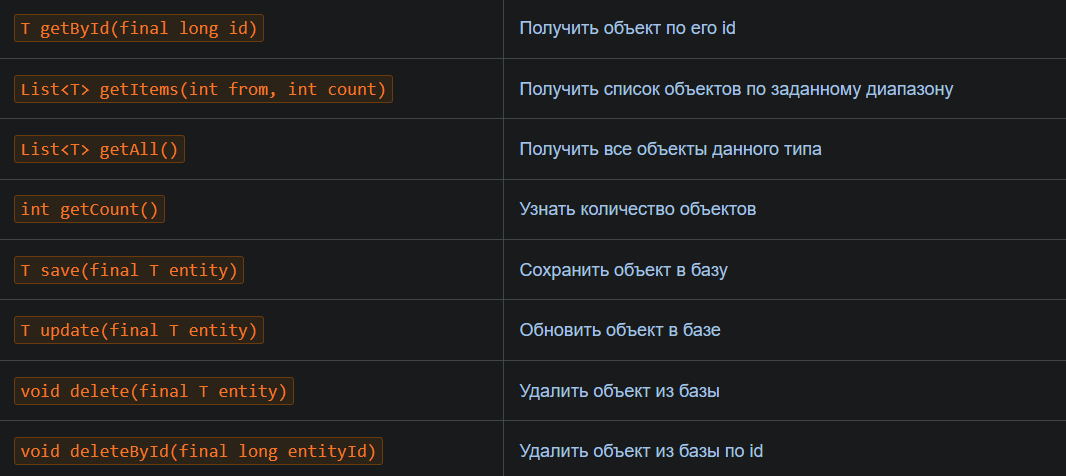 T getById(final long id)
Получить объект по его id
List<T> getItems(int from, int count)
Получить список объектов по заданному диапазону
List<T> getAll()
Получить все объекты данного типа
int getCount()
Узнать количество объектов
T save(final T entity)
Сохранить объект в базу
T update(final T entity)
Обновить объект в базе
void delete(final T entity)
Удалить объект из базы
void deleteById(final long entityId)
Удалить объект из базы по id